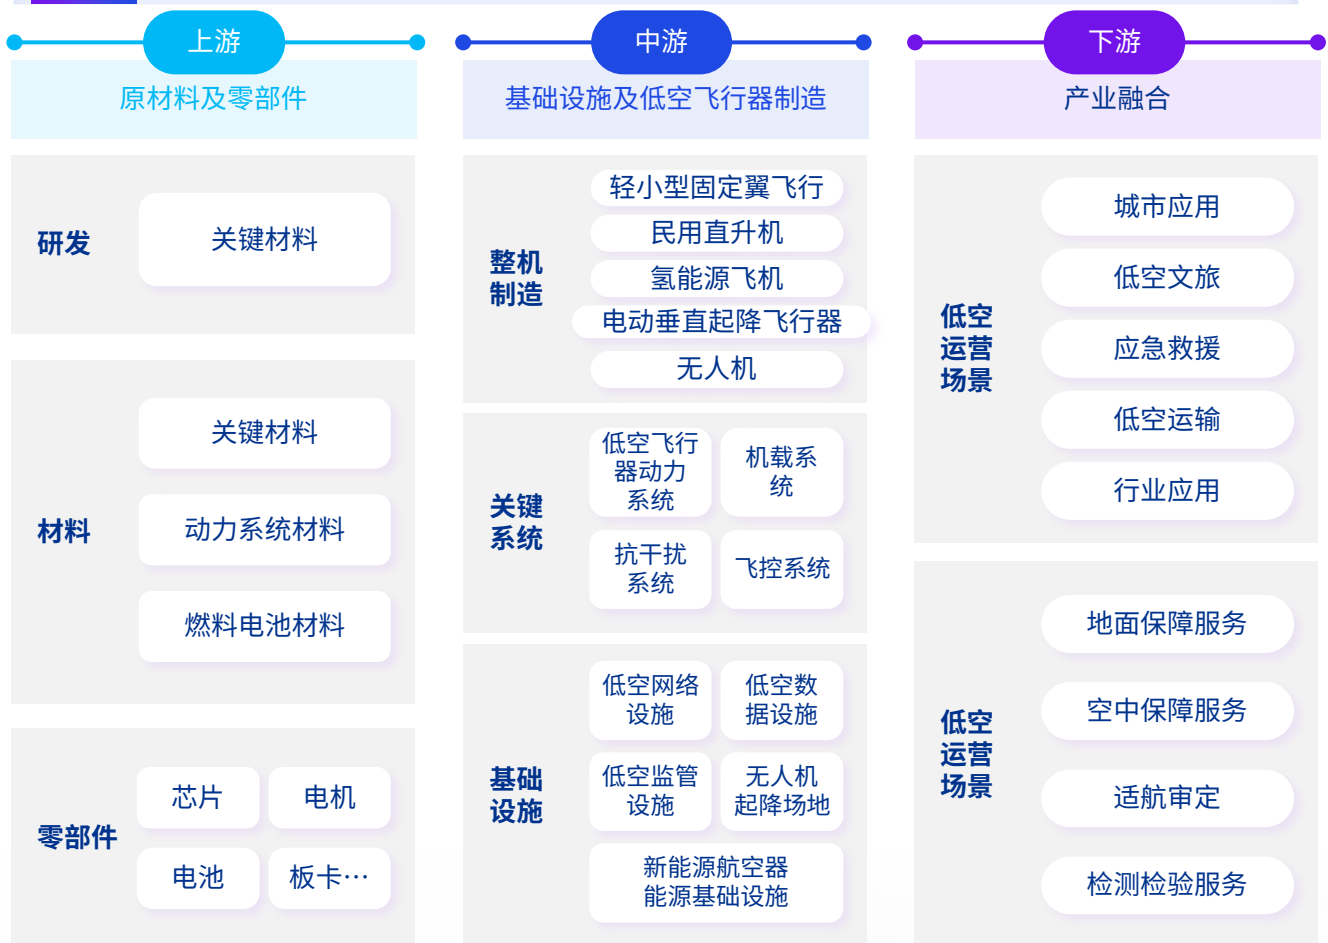 上游
原材料及零部件
研发
关键材料
材料
关键材料
动力系统材料
燃料电池材料
零部件
芯片
电机
电池
板卡…
中游
基础设施及低空飞行器制造
整机
制造
轻小型固定翼飞行
民用直升机
氢能源飞机
电动垂直起降飞行器
无人机
关键
系统
低空飞行
器动力
系统
机载系
统
抗干扰
系统
飞控系统
基础
设施
低空网络
设施
低空数
据设施
低空监管
设施
无人机
起降场地
新能源航空器
能源基础设施
下游
产业融合
低空
运营
场景
城市应用
低空文旅
应急救援
低空运输
行业应用
低空
运营
场景
地面保障服务
空中保障服务
适航审定
检测检验服务